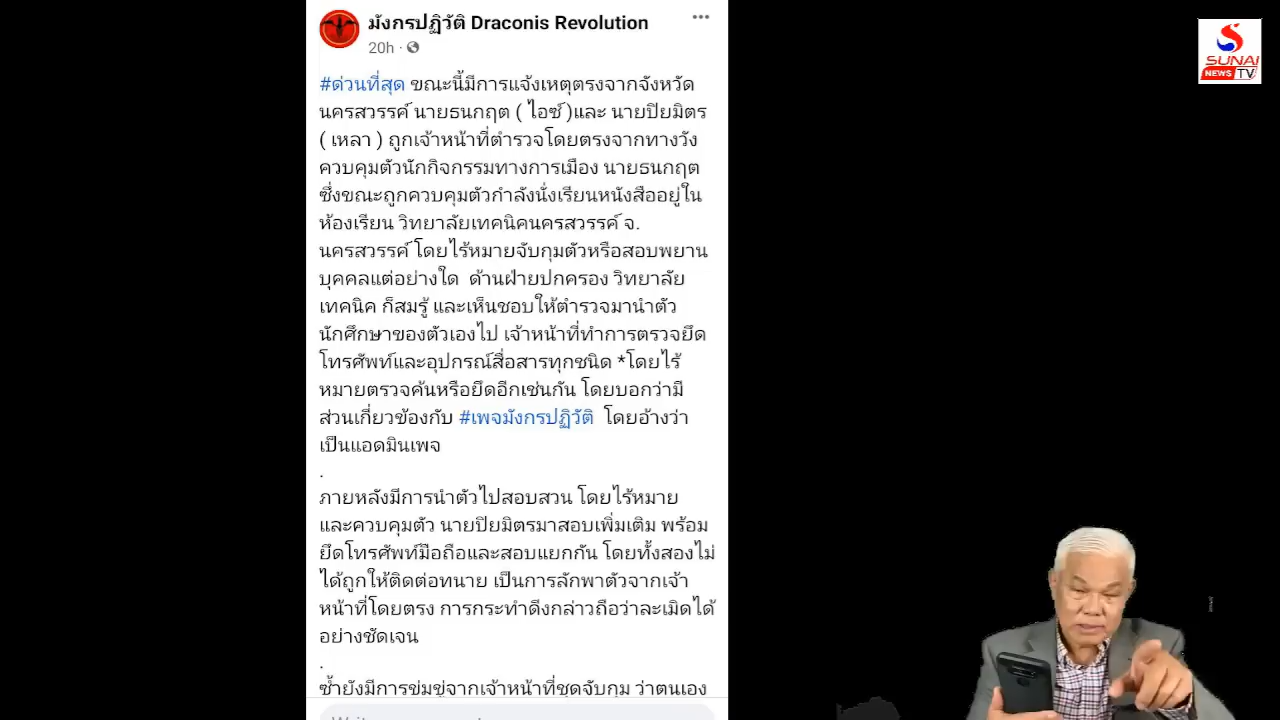 มังกรปฏิวัติ Draconis Revolution
20h ·
#ด่วนที่สุด ขณะนี้มีการแจ้งเหตุตรงจากจังหวัด
นครสวรรค์ นายธนกฤต ( ไอซ์ )และ นายปิยมิตร
( เหลา ) ถูกเจ้าหน้าที่ตำรวจโดยตรงจากทางวัง
ควบคุมตัวนักกิจกรรมทางการเมือง นายธนกฤต
ซึ่งขณะถูกควบคุมตัวกำลังนั่งเรียนหนังสืออยู่ใน
ห้องเรียน วิทยาลัยเทคนิคนครสวรรค์ จ.
นครสวรรค์ โดยไร้หมายจับกุมตัวหรือสอบพยาน
บุคคลแต่อย่างใด ด้านฝ่ายปกครอง วิทยาลัย
เทคนิค ก็สมรู้ และเห็นชอบให้ตำรวจมานำตัว
นักศึกษาของตัวเองไป เจ้าหน้าที่ทำการตรวจยึด
โทรศัพท์และอุปกรณ์สื่อสารทุกชนิด *โดยไร้
หมายตรวจค้นหรือยึดอีกเช่นกัน โดยบอกว่ามี
ส่วนเกี่ยวข้องกับ #เพจมังกรปฏิวัติ โดยอ้างว่า
เป็นแอดมินเพจ
.
ภายหลังมีการนำตัวไปสอบสวน โดยไร้หมาย
และควบคุมตัว นายปิยมิตรมาสอบเพิ่มเติม พร้อม
ยึดโทรศัพท์มือถือและสอบแยกกัน โดยทั้งสองไม่
ได้ถูกให้ติดต่อทนาย เป็นการลักพาตัวจากเจ้า
หน้าที่โดยตรง การกระทำดังกล่าวถือว่าละเมิดได้
อย่างชัดเจน
.
ซ้ำยังมีการข่มขู่จากเจ้าหน้าที่ชุดจับกุม ว่าตนเอง
SUNAI
NEWS TV